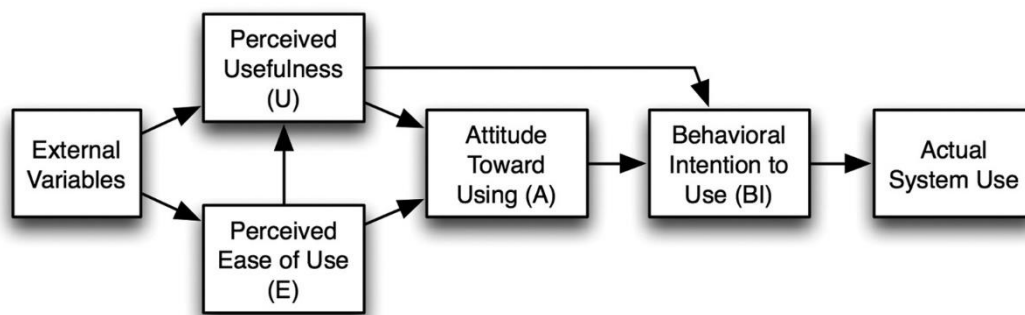 External
Variables
Perceived
Usefulness
(U)
Perceived
Ease of Use
(E)
Attitude
Toward
Using (A)
Behavioral
Intention to
Use (BI)
Actual
System Use